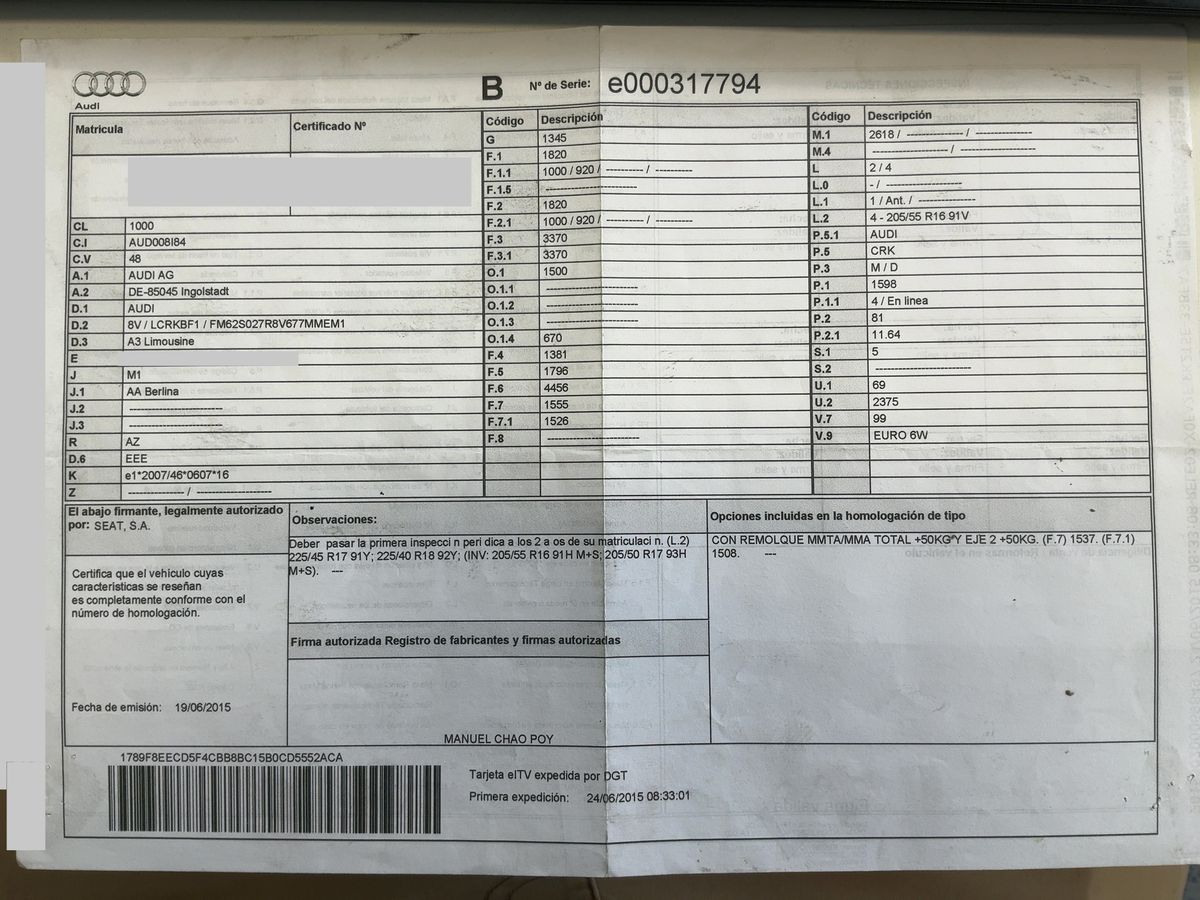 Audi
B Nº de Serie: e000317794
Matricula
Certificado Nº
CL 1000
C.I AUD008I84
C.V 48
A.1 AUDI AG
A.2 DE-85045 Ingolstadt
D.1 AUDI
D.2 8V / LCRKBF1 / FM62S027R8V677MMEM1
D.3 A3 Limousine
E
J M1
J.1 AA Berlina
J.2 ------------------------
J.3 ------------------------
R AZ
D.6 EEE
K e1*2007/46*0607*16
Z -------------- / -------------------
Código Descripción
G 1345
F.1 1820
F.1.1 1000 / 920 / ---------- / ----------
F.1.5 ------------------------
F.2 1820
F.2.1 1000 / 920 / ---------- / ----------
F.3 3370
F.3.1 3370
O.1 1500
O.1.1 ------------------------
O.1.2 ------------------------
O.1.3 ------------------------
O.1.4 670
F.4 1381
F.5 1796
F.6 4456
F.7 1555
F.7.1 1526
F.8 ------------------------
Código Descripción
M.1 2618 / -------------- / --------------
M.4 ------------------- / -------------------
L 2 / 4
L.0 - / -------------------
L.1 1 / Ant. / --------------
L.2 4 - 205/55 R16 91V
P.5.1 AUDI
P.5 CRK
P.3 M / D
P.1 1598
P.1.1 4 / En linea
P.2 81
P.2.1 11.64
S.1 5
S.2 ------------------------
U.1 69
U.2 2375
V.7 99
V.9 EURO 6W
El abajo firmante, legalmente autorizado
por: SEAT, S.A.
Certifica que el vehiculo cuyas
características se reseñan
es completamente conforme con el
número de homologación.
Fecha de emisión: 19/06/2015
Observaciones:
Deber pasar la primera inspecci n peri dica a los 2 a os de su matriculaci n. (L.2)
225/45 R17 91Y; 225/40 R18 92Y; (INV: 205/55 R16 91H M+S; 205/50 R17 93H
M+S). ---
Firma autorizada Registro de fabricantes y firmas autorizadas
MANUEL CHAO POY
Opciones incluidas en la homologación de tipo
CON REMOLQUE MMTA/MMA TOTAL +50KG*Y EJE 2 +50KG. (F.7) 1537. (F.7.1)
1508. ---
1789F8EECD5F4CBB8BC15B0CD5552ACA
Tarjeta eITV expedida por DGT
Primera expedición: 24/06/2015 08:33:01